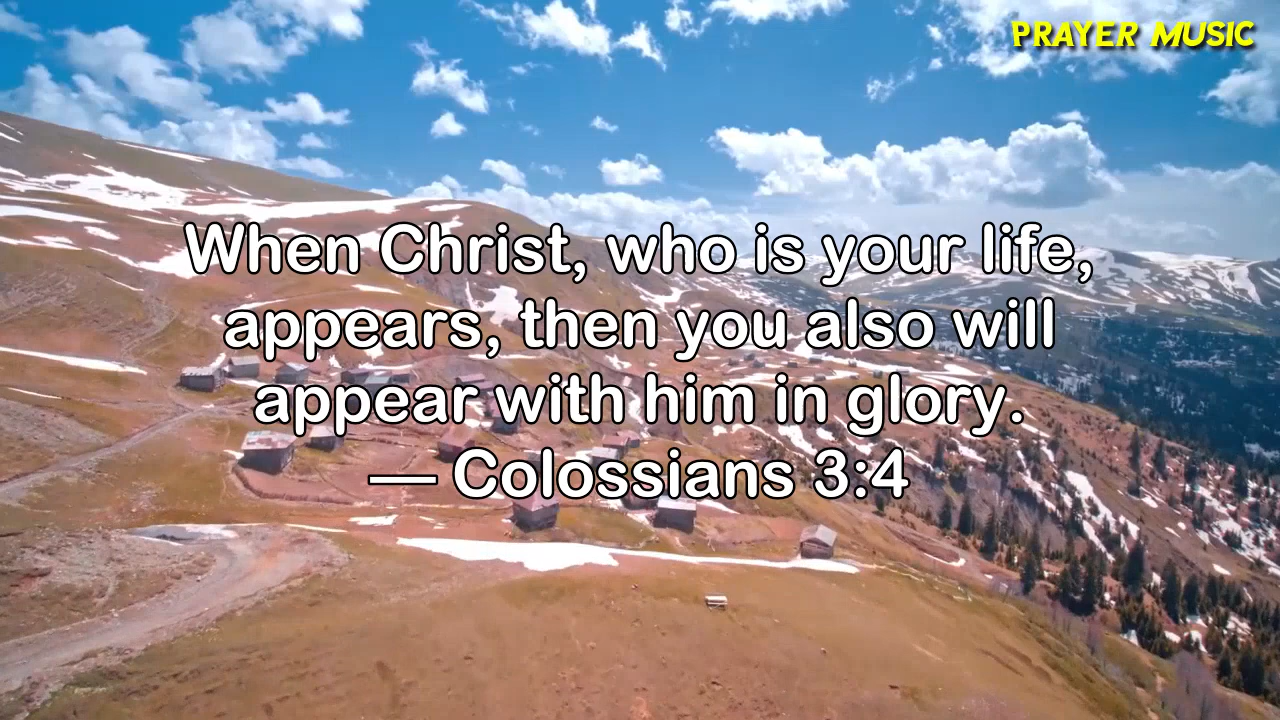 PRAYER MUSIC
When Christ, who is your life,
appears, then you also will
appear with him in glory.
— Colossians 3:4